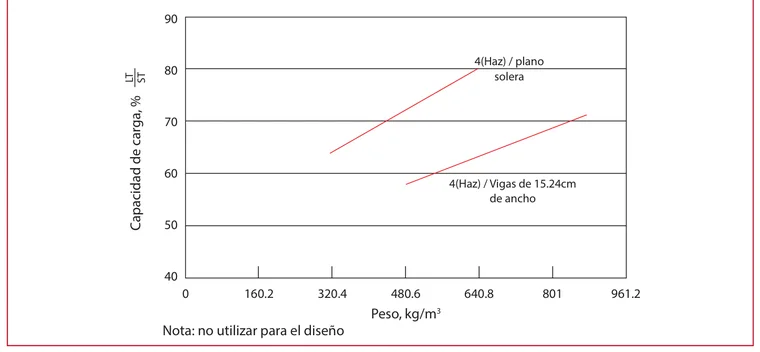 90
80
70
60
50
40
Capacidad de carga, % LT
ST
4(Haz) / plano
solera
4(Haz) / Vigas de 15.24cm
de ancho
0 160.2 320.4 480.6 640.8 801 961.2
Peso, kg/m³
Nota: no utilizar para el diseño